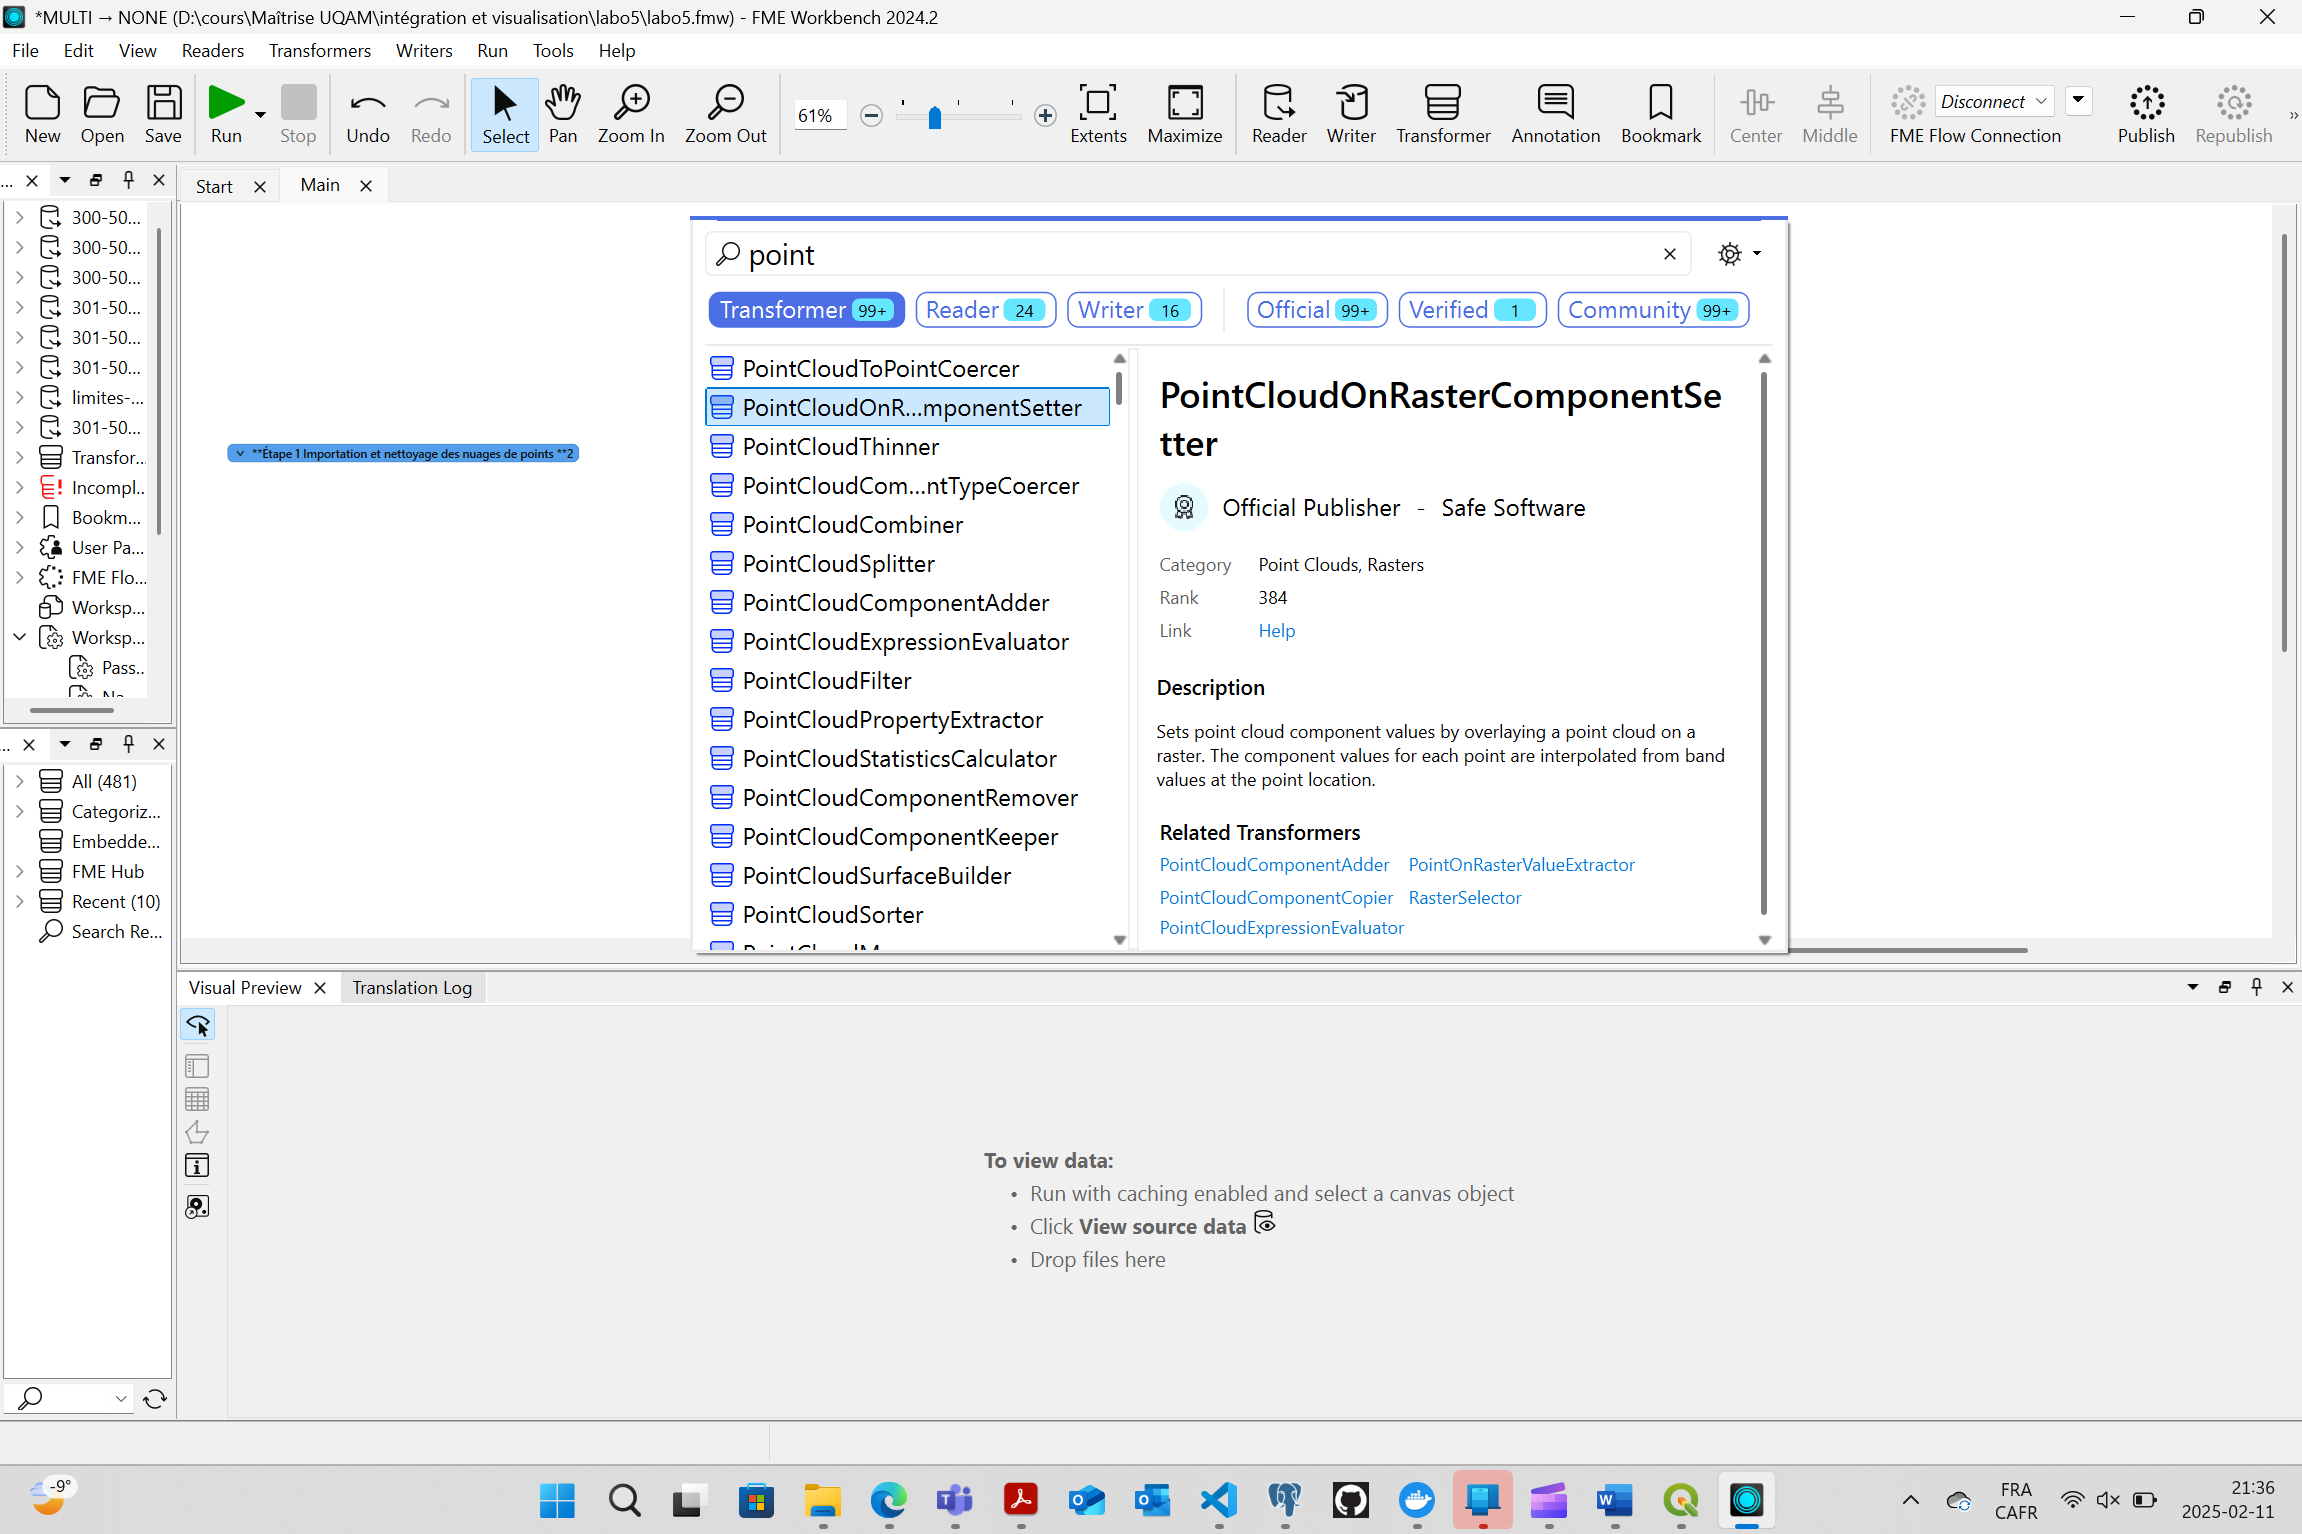 *MULTI → NONE (D:\cours\Maîtrise UQAM\intégration et visualisation\labo5\labo5.fmw) - FME Workbench 2024.2
File Edit View Readers Transformers Writers Run Tools Help
New Open Save Run Stop Undo Redo Select Pan Zoom In Zoom Out 61% Extents Maximize Reader Writer Transformer Annotation Bookmark Center Middle Disconnect FME Flow Connection Publish Republish »
...
Start Main
300-50...
300-50...
300-50...
301-50...
301-50...
301-50...
limites-...
301-50...
Transfor...
Incompl...
Bookm...
User Pa...
FME Flo...
Worksp...
Worksp...
Pass...
...
All (481)
Categoriz...
Embedde...
FME Hub
Recent (10)
Search Re...
**Étape 1 Importation et nettoyage des nuages de points **2
point
Transformer 99+ Reader 24 Writer 16 Official 99+ Verified 1 Community 99+
PointCloudToPointCoercer
PointCloudOnR...mponentSetter
PointCloudThinner
PointCloudCom...ntTypeCoercer
PointCloudCombiner
PointCloudSplitter
PointCloudComponentAdder
PointCloudExpressionEvaluator
PointCloudFilter
PointCloudPropertyExtractor
PointCloudStatisticsCalculator
PointCloudComponentRemover
PointCloudComponentKeeper
PointCloudSurfaceBuilder
PointCloudSorter
PointCloudOnRasterComponentSe
tter
Official Publisher - Safe Software
Category Point Clouds, Rasters
Rank 384
Link Help
Description
Sets point cloud component values by overlaying a point cloud on a
raster. The component values for each point are interpolated from band
values at the point location.
Related Transformers
PointCloudComponentAdder PointOnRasterValueExtractor
PointCloudComponentCopier RasterSelector
PointCloudExpressionEvaluator
Visual Preview Translation Log
To view data:
• Run with caching enabled and select a canvas object
• Click View source data
• Drop files here
-9°
FRA
CAFR
21:36
2025-02-11